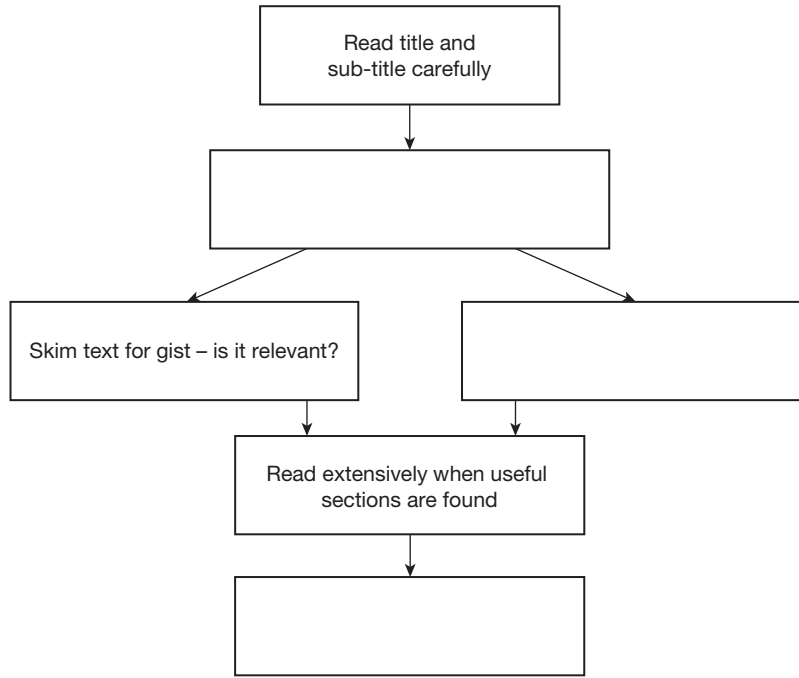 Read title and
sub-title carefully
Skim text for gist – is it relevant?
Read extensively when useful
sections are found